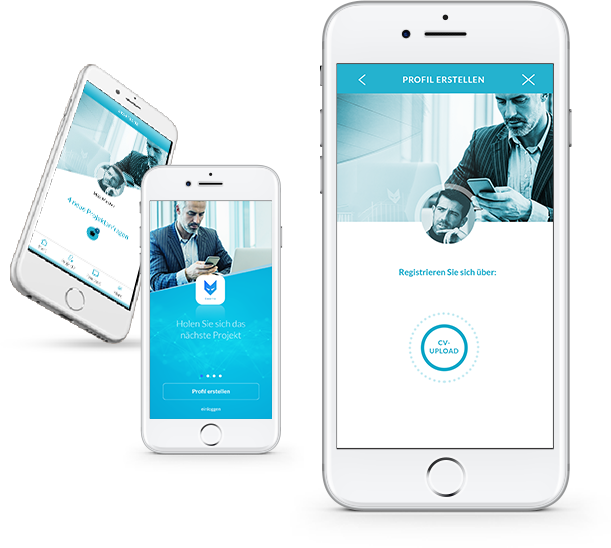 4 neue Projektanfragen
Holen Sie sich das
nächste Projekt
Profil erstellen
einloggen
PROFIL ERSTELLEN
Registrieren Sie sich über:
CV-
UPLOAD